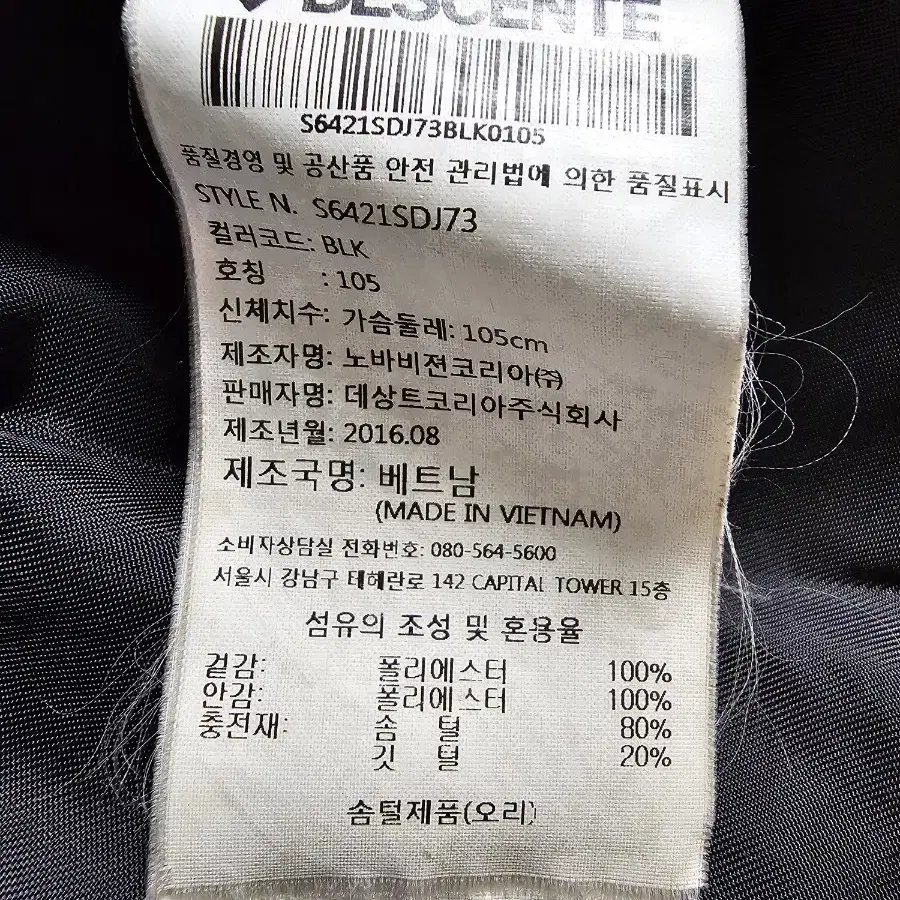 DESCENTE
S6421SDJ73BLK0105
품질경영 및 공산품 안전 관리법에 의한 품질표시
STYLE N. S6421SDJ73
컬러코드: BLK
호칭 : 105
신체치수: 가슴둘레: 105cm
제조자명: 노바비젼코리아㈜
판매자명: 데상트코리아주식회사
제조년월: 2016.08
제조국명: 베트남
(MADE IN VIETNAM)
소비자상담실 전화번호: 080-564-5600
서울시 강남구 테헤란로 142 CAPITAL TOWER 15층
섬유의 조성 및 혼용율
겉감: 폴리에스터 100%
안감: 폴리에스터 100%
충전재: 솜 털 80%
깃 털 20%
솜털제품(오리)